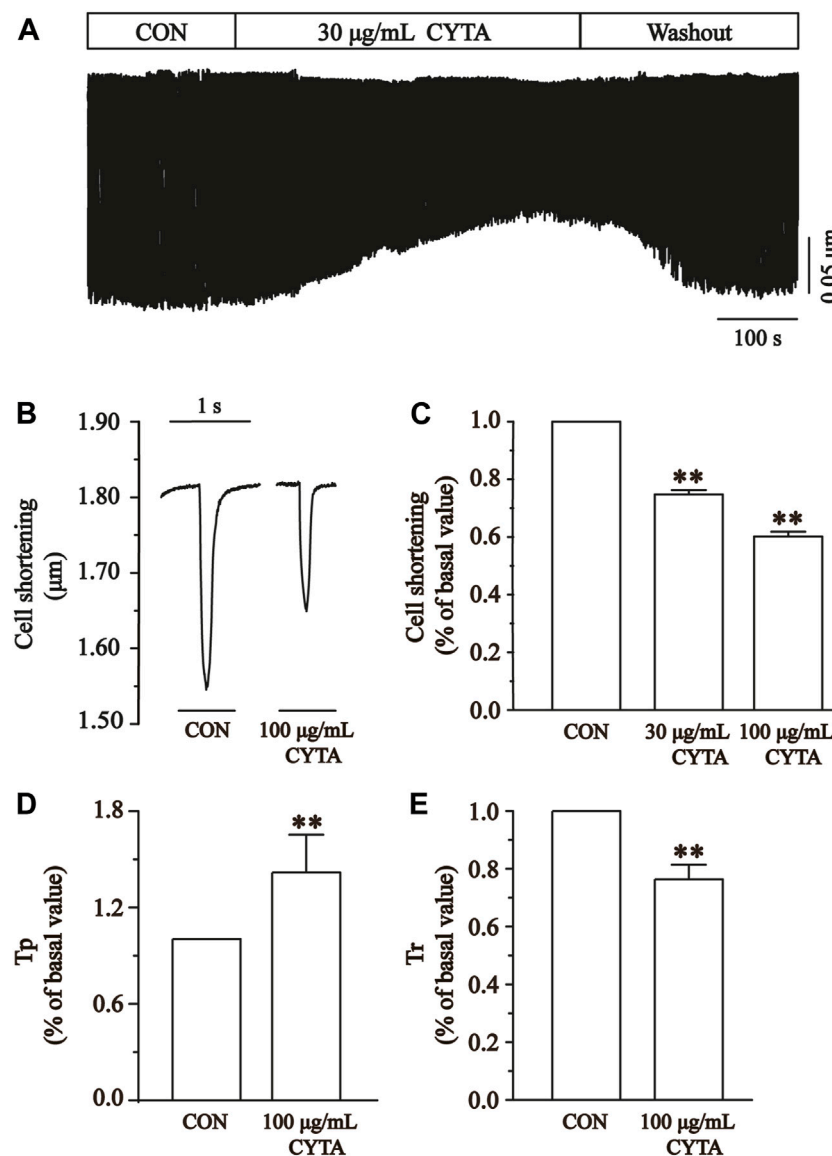 A
CON
30 µg/mL CYTA
Washout
0.05 µm
100 s
B
1 s
1.90
1.80
1.70
1.60
1.50
Cell shortening
(µm)
CON
100 µg/mL
CYTA
C
1.0
0.8
0.6
0.4
0.2
0.0
Cell shortening
(% of basal value)
**
**
CON
30 µg/mL
CYTA
100 µg/mL
CYTA
D
1.8
1.2
0.6
0.0
Tp
(% of basal value)
**
CON
100 µg/mL
CYTA
E
1.0
0.8
0.6
0.4
0.2
0.0
Tr
(% of basal value)
**
CON
100 µg/mL
CYTA